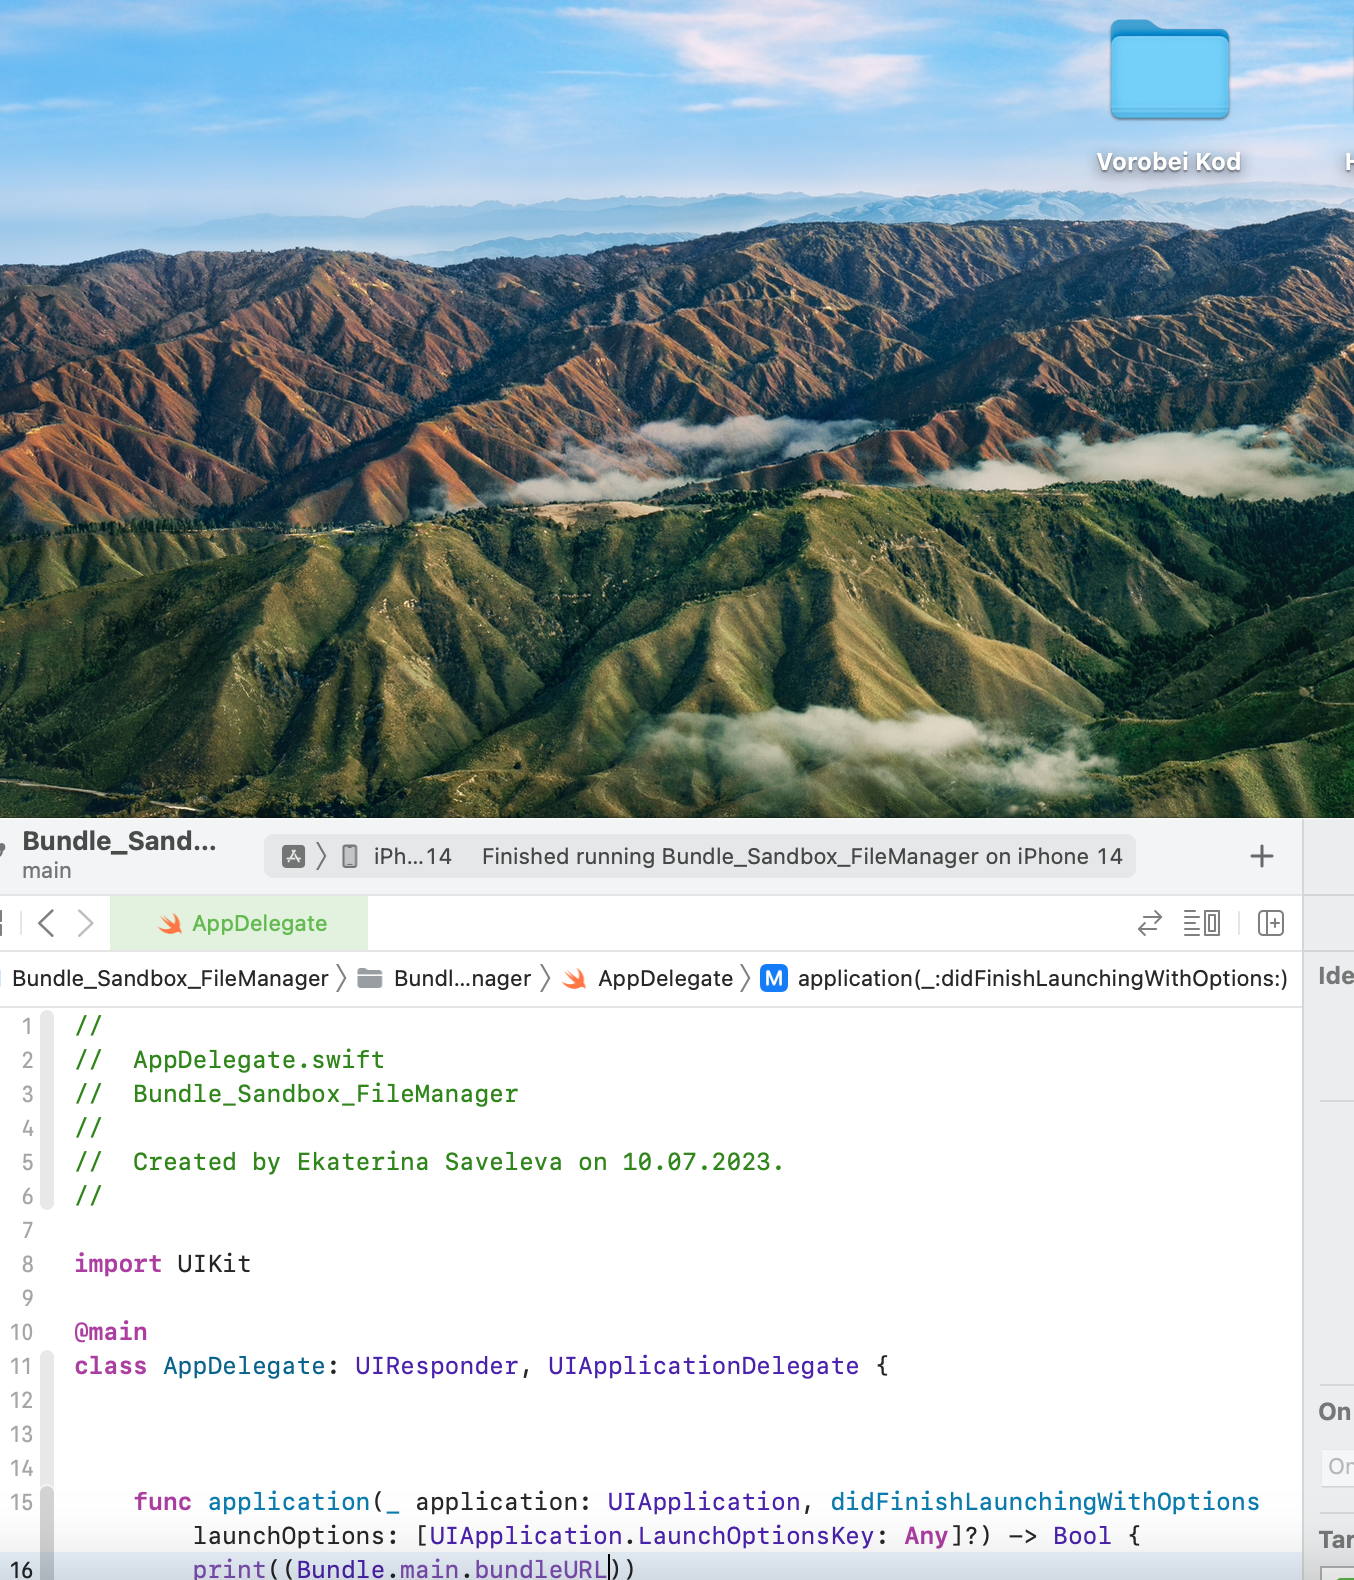 Vorobei Kod
Bundle_Sand...
main
iPh...14 Finished running Bundle_Sandbox_FileManager on iPhone 14
AppDelegate
Bundle_Sandbox_FileManager Bundl...nager AppDelegate M application(_:didFinishLaunchingWithOptions:)
1 //
2 // AppDelegate.swift
3 // Bundle_Sandbox_FileManager
4 //
5 // Created by Ekaterina Saveleva on 10.07.2023.
6 //
7
8 import UIKit
9
10 @main
11 class AppDelegate: UIResponder, UIApplicationDelegate {
12
13
14
15 func application(_ application: UIApplication, didFinishLaunchingWithOptions
launchOptions: [UIApplication.LaunchOptionsKey: Any]?) -> Bool {
16 print((Bundle.main.bundleURL))
Ide
On
On
Tar